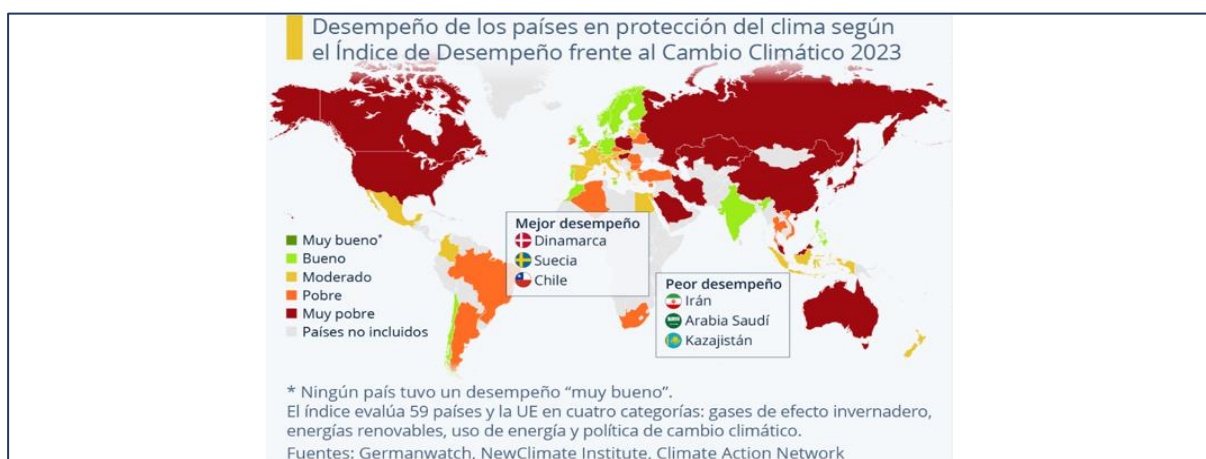 Desempeño de los países en protección del clima según
el Índice de Desempeño frente al Cambio Climático 2023
Muy bueno*
Bueno
Moderado
Pobre
Muy pobre
Países no incluidos
Mejor desempeño
Dinamarca
Suecia
Chile
Peor desempeño
Irán
Arabia Saudí
Kazajistán
* Ningún país tuvo un desempeño “muy bueno”.
El índice evalúa 59 países y la UE en cuatro categorías: gases de efecto invernadero,
energías renovables, uso de energía y política de cambio climático.
Fuentes: Germanwatch, NewClimate Institute, Climate Action Network